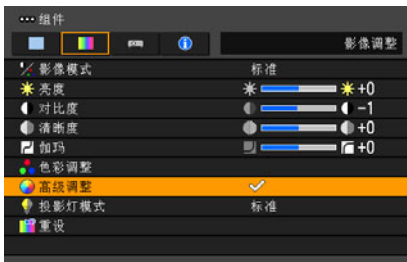 ••• 组件
影像调整
影像模式 标准
亮度 +0
对比度 -1
清晰度 +0
伽玛 +0
色彩调整
高级调整
投影灯模式 标准
重设